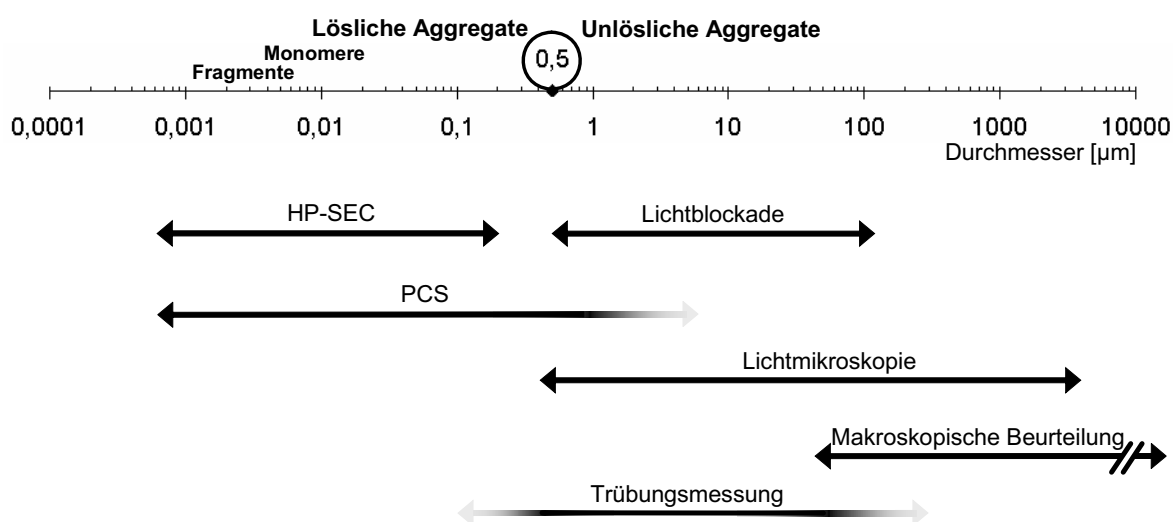 Lösliche Aggregate
Unlösliche Aggregate
Monomere
Fragmente
0,5
0,0001 0,001 0,01 0,1 1 10 100 1000 10000
Durchmesser [µm]
HP-SEC
Lichtblockade
PCS
Lichtmikroskopie
Makroskopische Beurteilung
Trübungsmessung